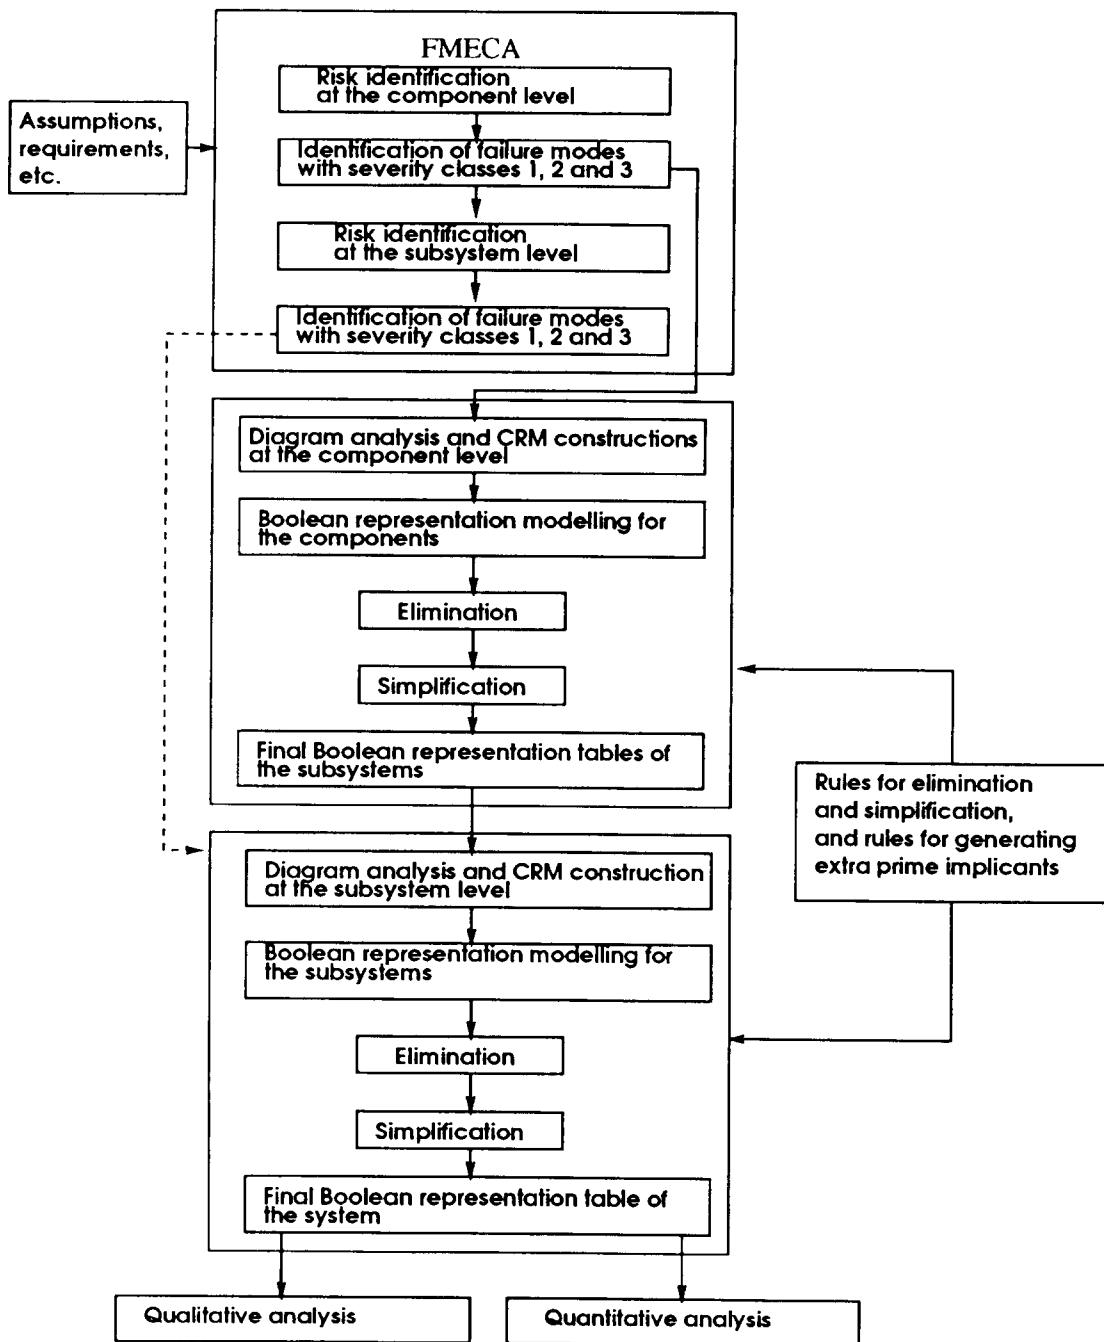 FMECA
Risk identification
at the component level
Assumptions,
requirements,
etc.
Identification of failure modes
with severity classes 1, 2 and 3
Risk identification
at the subsystem level
Identification of failure modes
with severity classes 1, 2 and 3
Diagram analysis and CRM constructions
at the component level
Boolean representation modelling for
the components
Elimination
Simplification
Final Boolean representation tables of
the subsystems
Rules for elimination
and simplification,
and rules for generating
extra prime implicants
Diagram analysis and CRM construction
at the subsystem level
Boolean representation modelling for
the subsystems
Elimination
Simplification
Final Boolean representation table of
the system
Qualitative analysis
Quantitative analysis